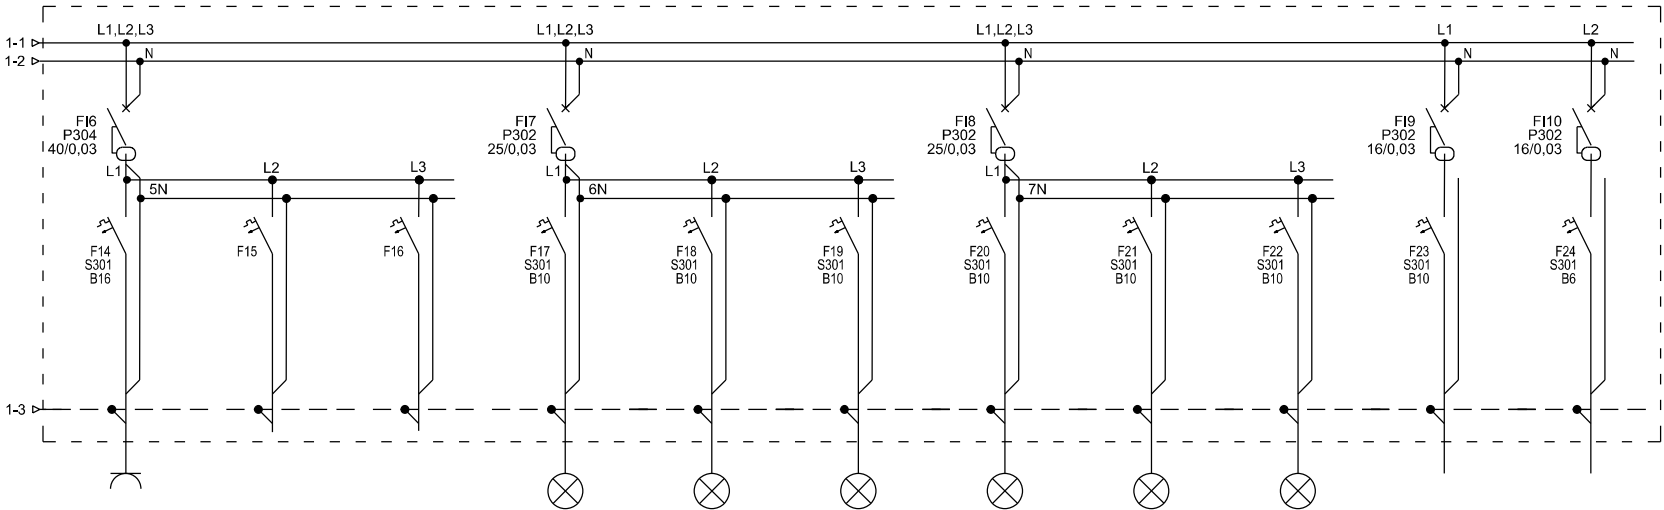 L1,L2,L3 L1,L2,L3 L1,L2,L3 L1 L2
1-1
N N N N N
1-2
FI6 FI7 FI8 FI9 FI10
P304 P302 P302 P302 P302
40/0,03 25/0,03 25/0,03 16/0,03 16/0,03
L1 L2 L3 L1 L2 L3 L1 L2 L3
5N 6N 7N
F14 F15 F16 F17 F18 F19 F20 F21 F22 F23 F24
S301 S301 S301 S301 S301 S301 S301 S301 S301
B16 B10 B10 B10 B10 B10 B10 B10 B6
1-3